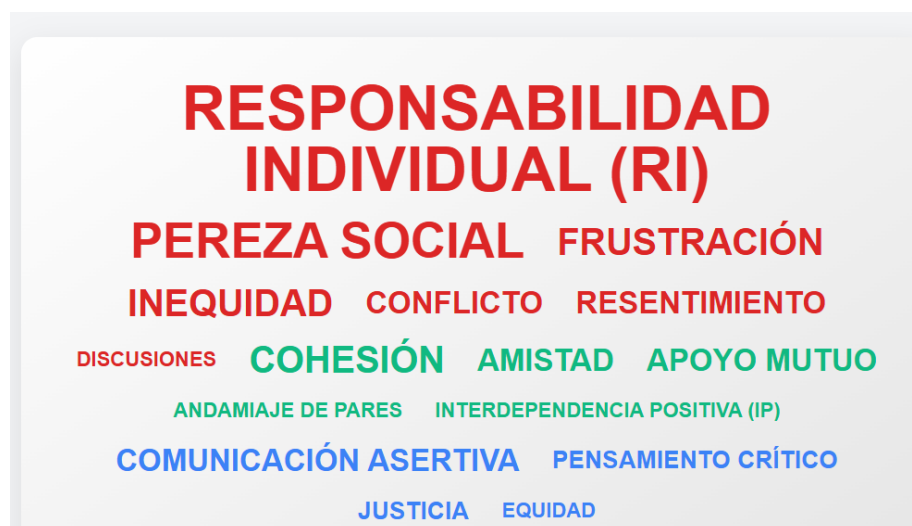 RESPONSABILIDAD
INDIVIDUAL (RI)
PEREZA SOCIAL FRUSTRACIÓN
INEQUIDAD CONFLICTO RESENTIMIENTO
DISCUSIONES COHESIÓN AMISTAD APOYO MUTUO
ANDAMIAJE DE PARES INTERDEPENDENCIA POSITIVA (IP)
COMUNICACIÓN ASERTIVA PENSAMIENTO CRÍTICO
JUSTICIA EQUIDAD